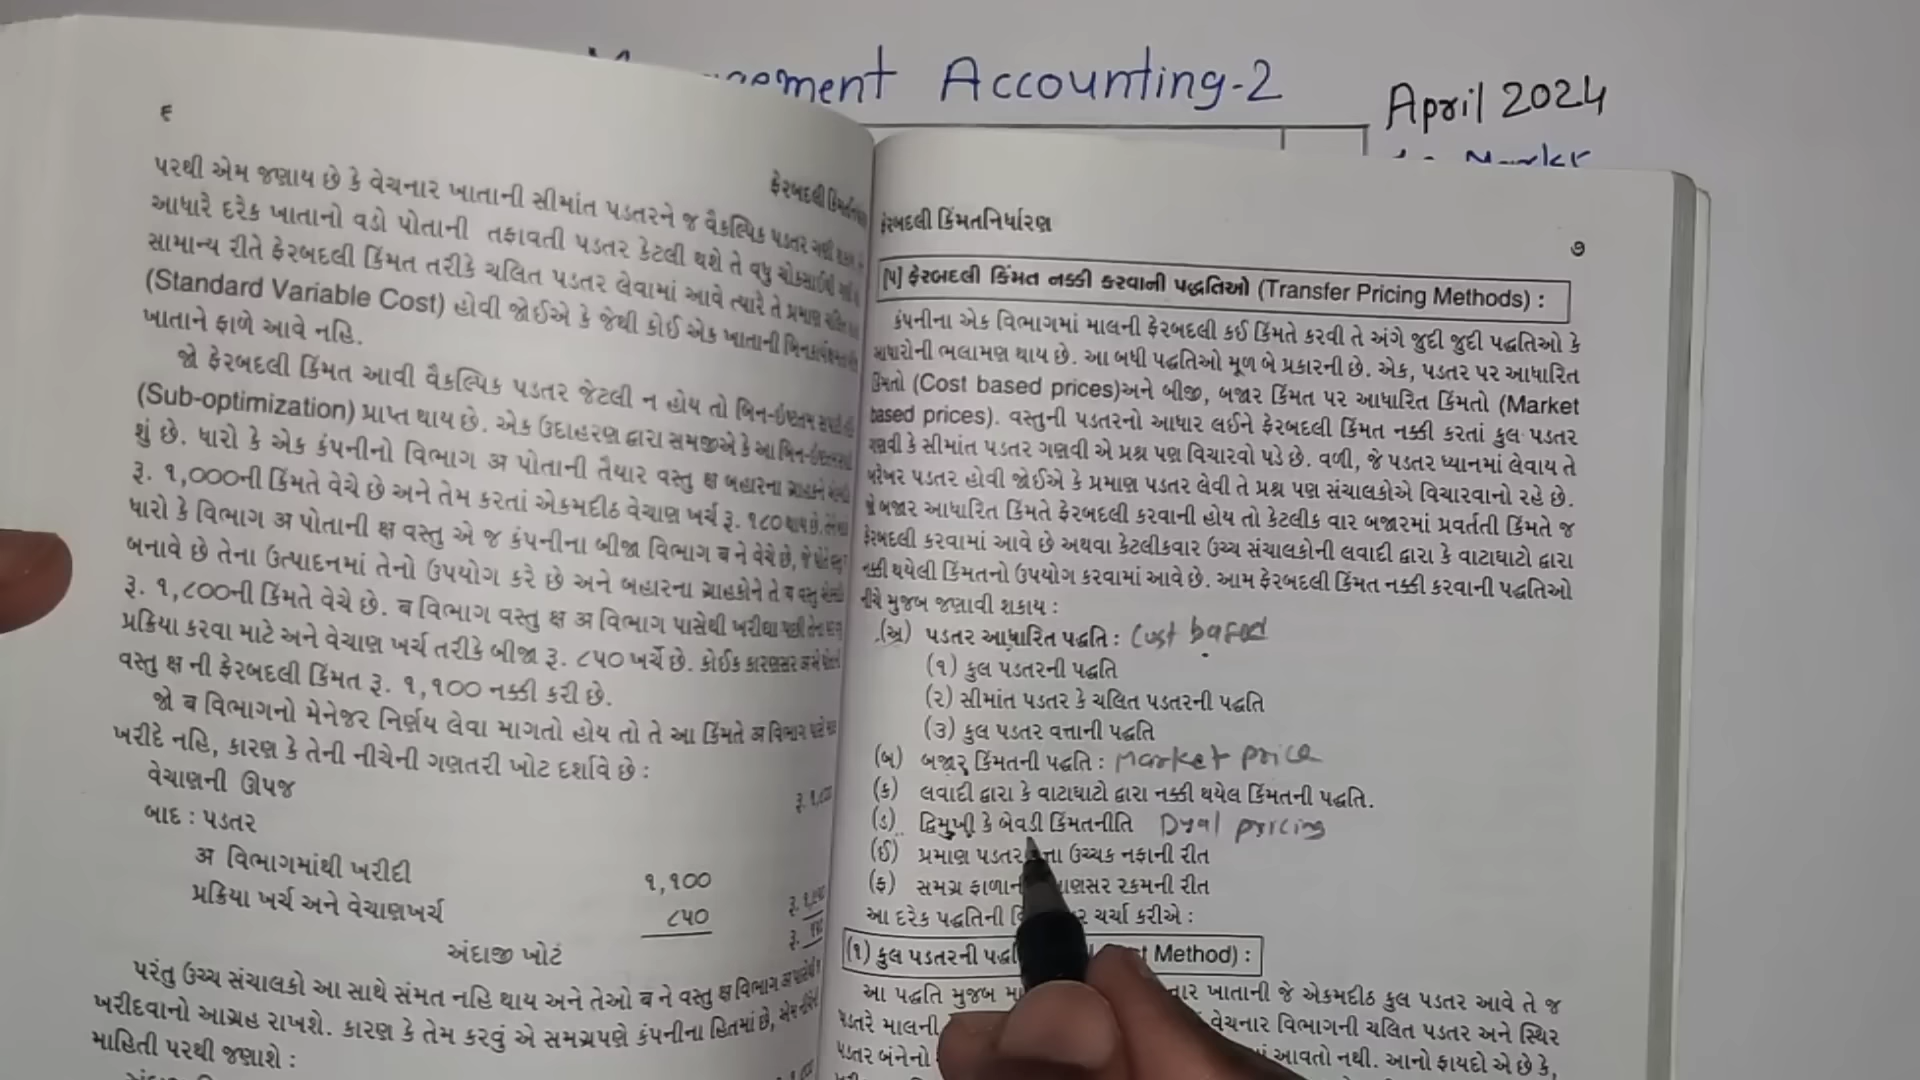 Management Accounting-2
April 2024
૬
પરથી એમ જણાય છે કે વેચનાર ખાતાની સીમાંત પડતરને જ વૈકલ્પિક પડતર
આધારે દરેક ખાતાનો વડો પોતાની તફાવતી પડતર કેટલી થશે તે વધુ ચોક્સાઈથી
સામાન્ય રીતે ફેરબદલી કિંમત તરીકે ચલિત પડતર લેવામાં આવે ત્યારે તે પ્રમાણ ચલિત
(Standard Variable Cost) હોવી જોઈએ કે જેથી કોઈ એક ખાતાની
ખાતાને ફાળે આવે નહિ.
જો ફેરબદલી કિંમત આવી વૈકલ્પિક પડતર જેટલી ન હોય તો બિન-ઇષ્ટતમ
(Sub-optimization) પ્રાપ્ત થાય છે. એક ઉદાહરણ દ્વારા સમજીએ કે આ
શું છે. ધારો કે એક કંપનીનો વિભાગ अ પોતાની તૈયાર વસ્તુ ક્ષ બહારના ગ્રાહકને
રૂ. ૧,૦૦૦ની કિંમતે વેચે છે અને તેમ કરતાં એકમદીઠ વેચાણ ખર્ચ રૂ. ૧૮૦ થાય છે.
ધારો કે વિભાગ अ પોતાની ક્ષ વસ્તુ એ જ કંપનીના બીજા વિભાગ ब ને વેચે છે, જે
બનાવે છે તેના ઉત્પાદનમાં તેનો ઉપયોગ કરે છે અને બહારના ગ્રાહકોને તે ब વસ્તુ
રૂ. ૧,૮૦૦ની કિંમતે વેચે છે. ब વિભાગ વસ્તુ ક્ષ अ વિભાગ પાસેથી ખરીદ્યા પછી તેના
પ્રક્રિયા કરવા માટે અને વેચાણ ખર્ચ તરીકે બીજા રૂ. ૮૫૦ ખર્ચે છે. કોઈક કારણસર
વસ્તુ ક્ષ ની ફેરબદલી કિંમત રૂ. ૧,૧૦૦ નક્કી કરી છે.
જો ब વિભાગનો મેનેજર નિર્ણય લેવા માગતો હોય તો તે આ કિંમતે अ વિભાગ
ખરીદે નહિ, કારણ કે તેની નીચેની ગણતરી ખોટ દર્શાવે છે :
વેચાણની ઊપજ
બાદ : પડતર
अ વિભાગમાંથી ખરીદી ૧,૧૦૦
પ્રક્રિયા ખર્ચ અને વેચાણખર્ચ ૮૫૦
અંદાજી ખોટ
પરંતુ ઉચ્ચ સંચાલકો આ સાથે સંમત નહિ થાય અને તેઓ ब ને વસ્તુ ક્ષ વિભાગ
ખરીદવાનો આગ્રહ રાખશે. કારણ કે તેમ કરવું એ સમગ્રપણે કંપનીના હિતમાં છે,
માહિતી પરથી જણાશે :
ફેરબદલી કિંમતનિર્ધારણ
૭
[૫] ફેરબદલી કિંમત નક્કી કરવાની પદ્ધતિઓ (Transfer Pricing Methods) :
કંપનીના એક વિભાગમાં માલની ફેરબદલી કઈ કિંમતે કરવી તે અંગે જુદી જુદી પદ્ધતિઓ કે
આધારોની ભલામણ થાય છે. આ બધી પદ્ધતિઓ મૂળ બે પ્રકારની છે. એક, પડતર પર આધારિત
કિંમતો (Cost based prices)અને બીજી, બજાર કિંમત પર આધારિત કિંમતો (Market
based prices). વસ્તુની પડતરનો આધાર લઈને ફેરબદલી કિંમત નક્કી કરતાં કુલ પડતર
ગણવી કે સીમાંત પડતર ગણવી એ પ્રશ્ન પણ વિચારવો પડે છે. વળી, જે પડતર ધ્યાનમાં લેવાય તે
ખરેખર પડતર હોવી જોઈએ કે પ્રમાણ પડતર લેવી તે પ્રશ્ન પણ સંચાલકોએ વિચારવાનો રહે છે.
જો બજાર આધારિત કિંમતે ફેરબદલી કરવાની હોય તો કેટલીક વાર બજારમાં પ્રવર્તતી કિંમતે જ
ફેરબદલી કરવામાં આવે છે અથવા કેટલીકવાર ઉચ્ચ સંચાલકોની લવાદી દ્વારા કે વાટાઘાટો દ્વારા
નક્કી થયેલી કિંમતનો ઉપયોગ કરવામાં આવે છે. આમ ફેરબદલી કિંમત નક્કી કરવાની પદ્ધતિઓ
નીચે મુજબ જણાવી શકાય :
(અ) પડતર આધારિત પદ્ધતિ : Cost based
(૧) કુલ પડતરની પદ્ધતિ
(૨) સીમાંત પડતર કે ચલિત પડતરની પદ્ધતિ
(૩) કુલ પડતર વત્તાની પદ્ધતિ
(બ) બજાર કિંમતની પદ્ધતિ : Market price
(ક) લવાદી દ્વારા કે વાટાઘાટો દ્વારા નક્કી થયેલ કિંમતની પદ્ધતિ.
(ડ) દ્વિમુખી કે બેવડી કિંમતનીતિ Dual pricing
(ઈ) પ્રમાણ પડતર વત્તા ઉચ્ચક નફાની રીત
(ફ) સમગ્ર ફાળાની રકમની રીત
આ દરેક પદ્ધતિની ચર્ચા કરીએ :
(૧) કુલ પડતરની Method) :
આ પદ્ધતિ મુજબ ખાતાની જે એકમદીઠ કુલ પડતર આવે તે જ
પડતરે માલની વેચનાર વિભાગની ચલિત પડતર અને સ્થિર
પડતર બંનેનો આવતો નથી. આનો ફાયદો એ છે કે,